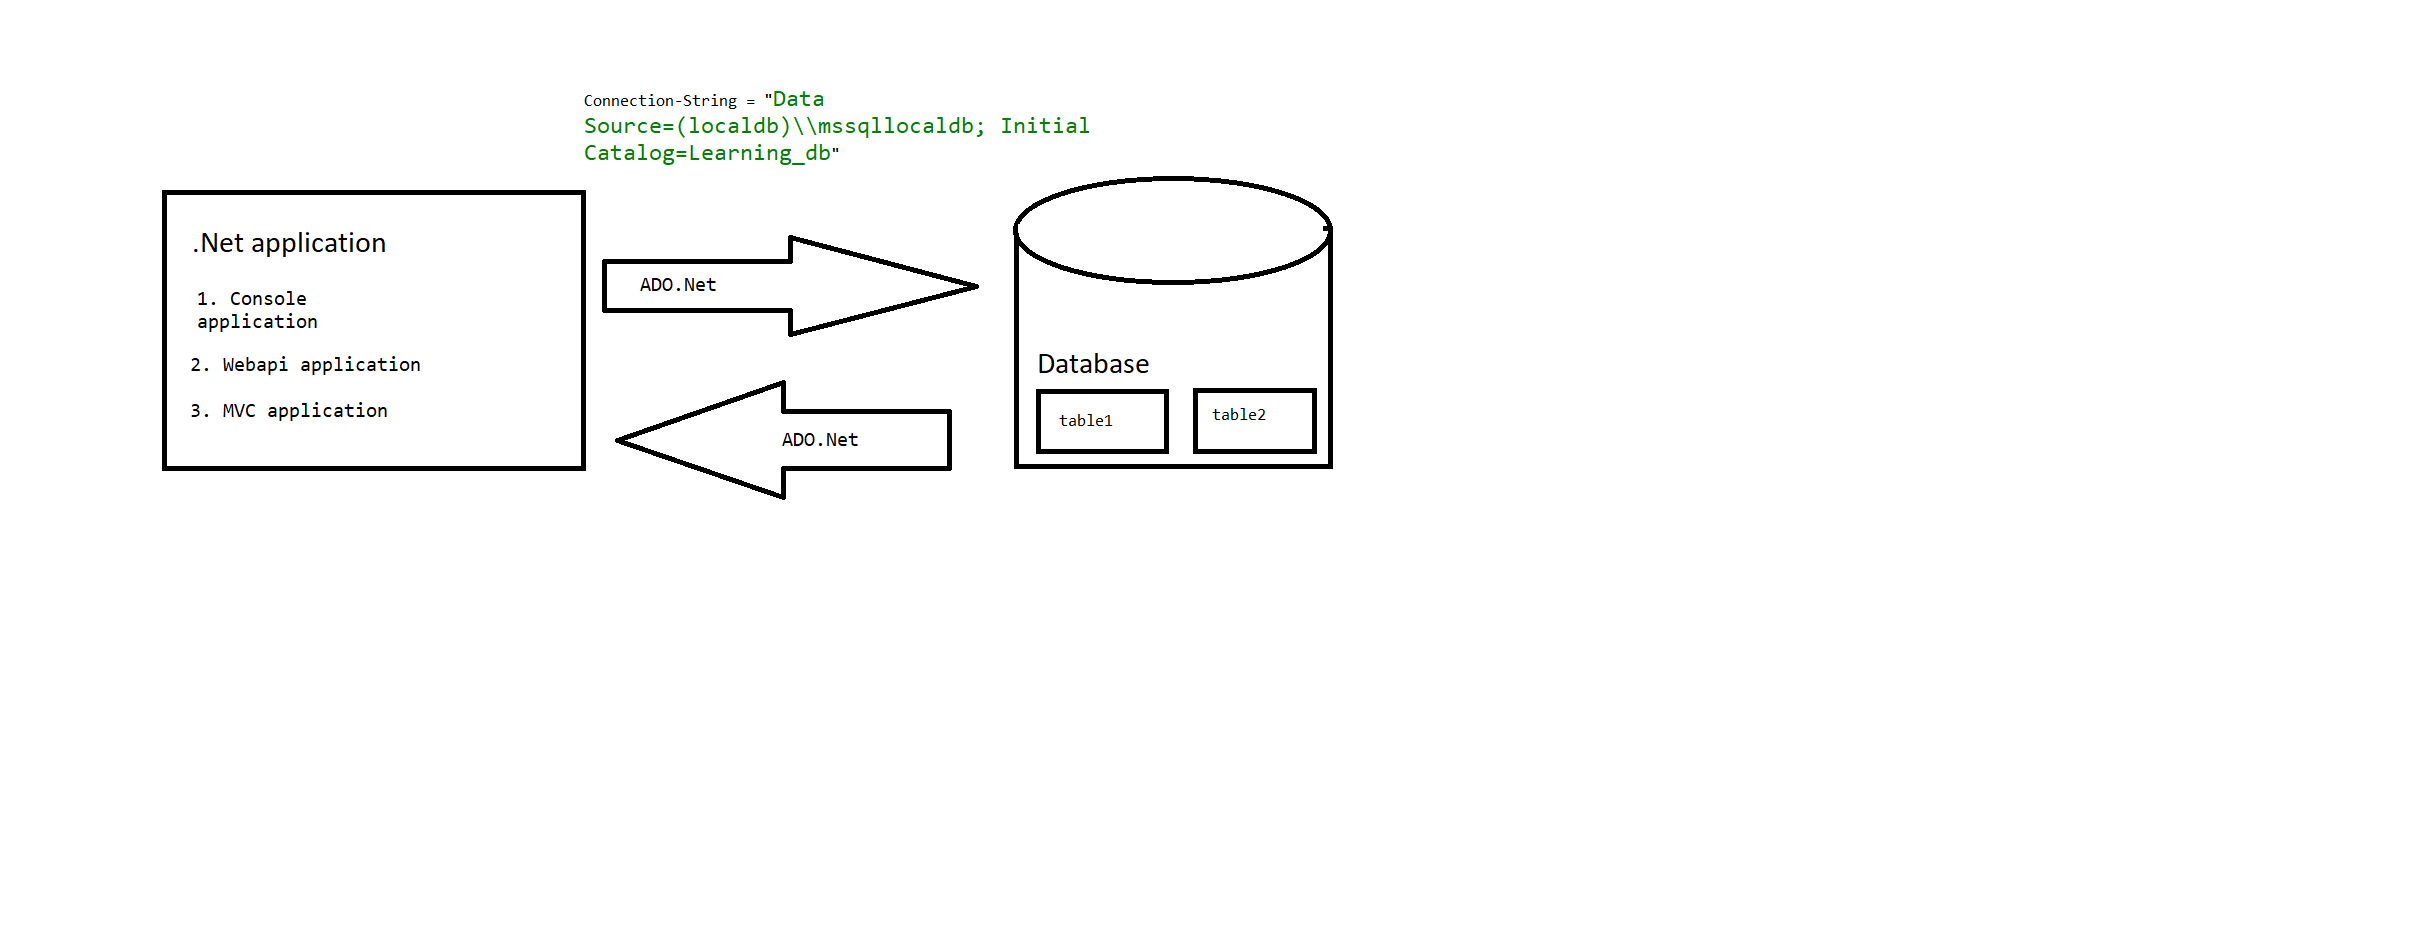 Connection-String = "Data
Source=(localdb)\\mssqllocaldb; Initial
Catalog=Learning_db"
.Net application
1. Console
application
2. Webapi application
3. MVC application
ADO.Net
ADO.Net
Database
table1
table2